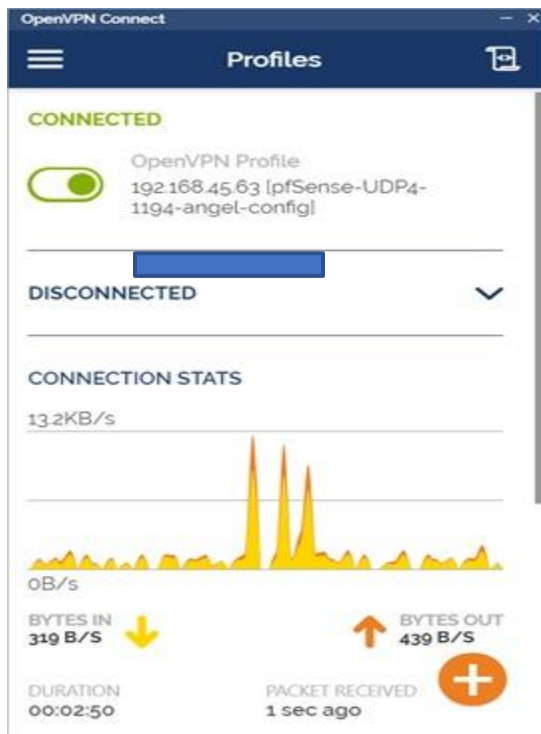 OpenVPN Connect
Profiles
CONNECTED
OpenVPN Profile
192.168.45.63 [pfSense-UDP4-
1194-angel-config]
DISCONNECTED
CONNECTION STATS
13.2KB/s
0B/s
BYTES IN
319 B/S
BYTES OUT
439 B/S
DURATION
00:02:50
PACKET RECEIVED
1 sec ago